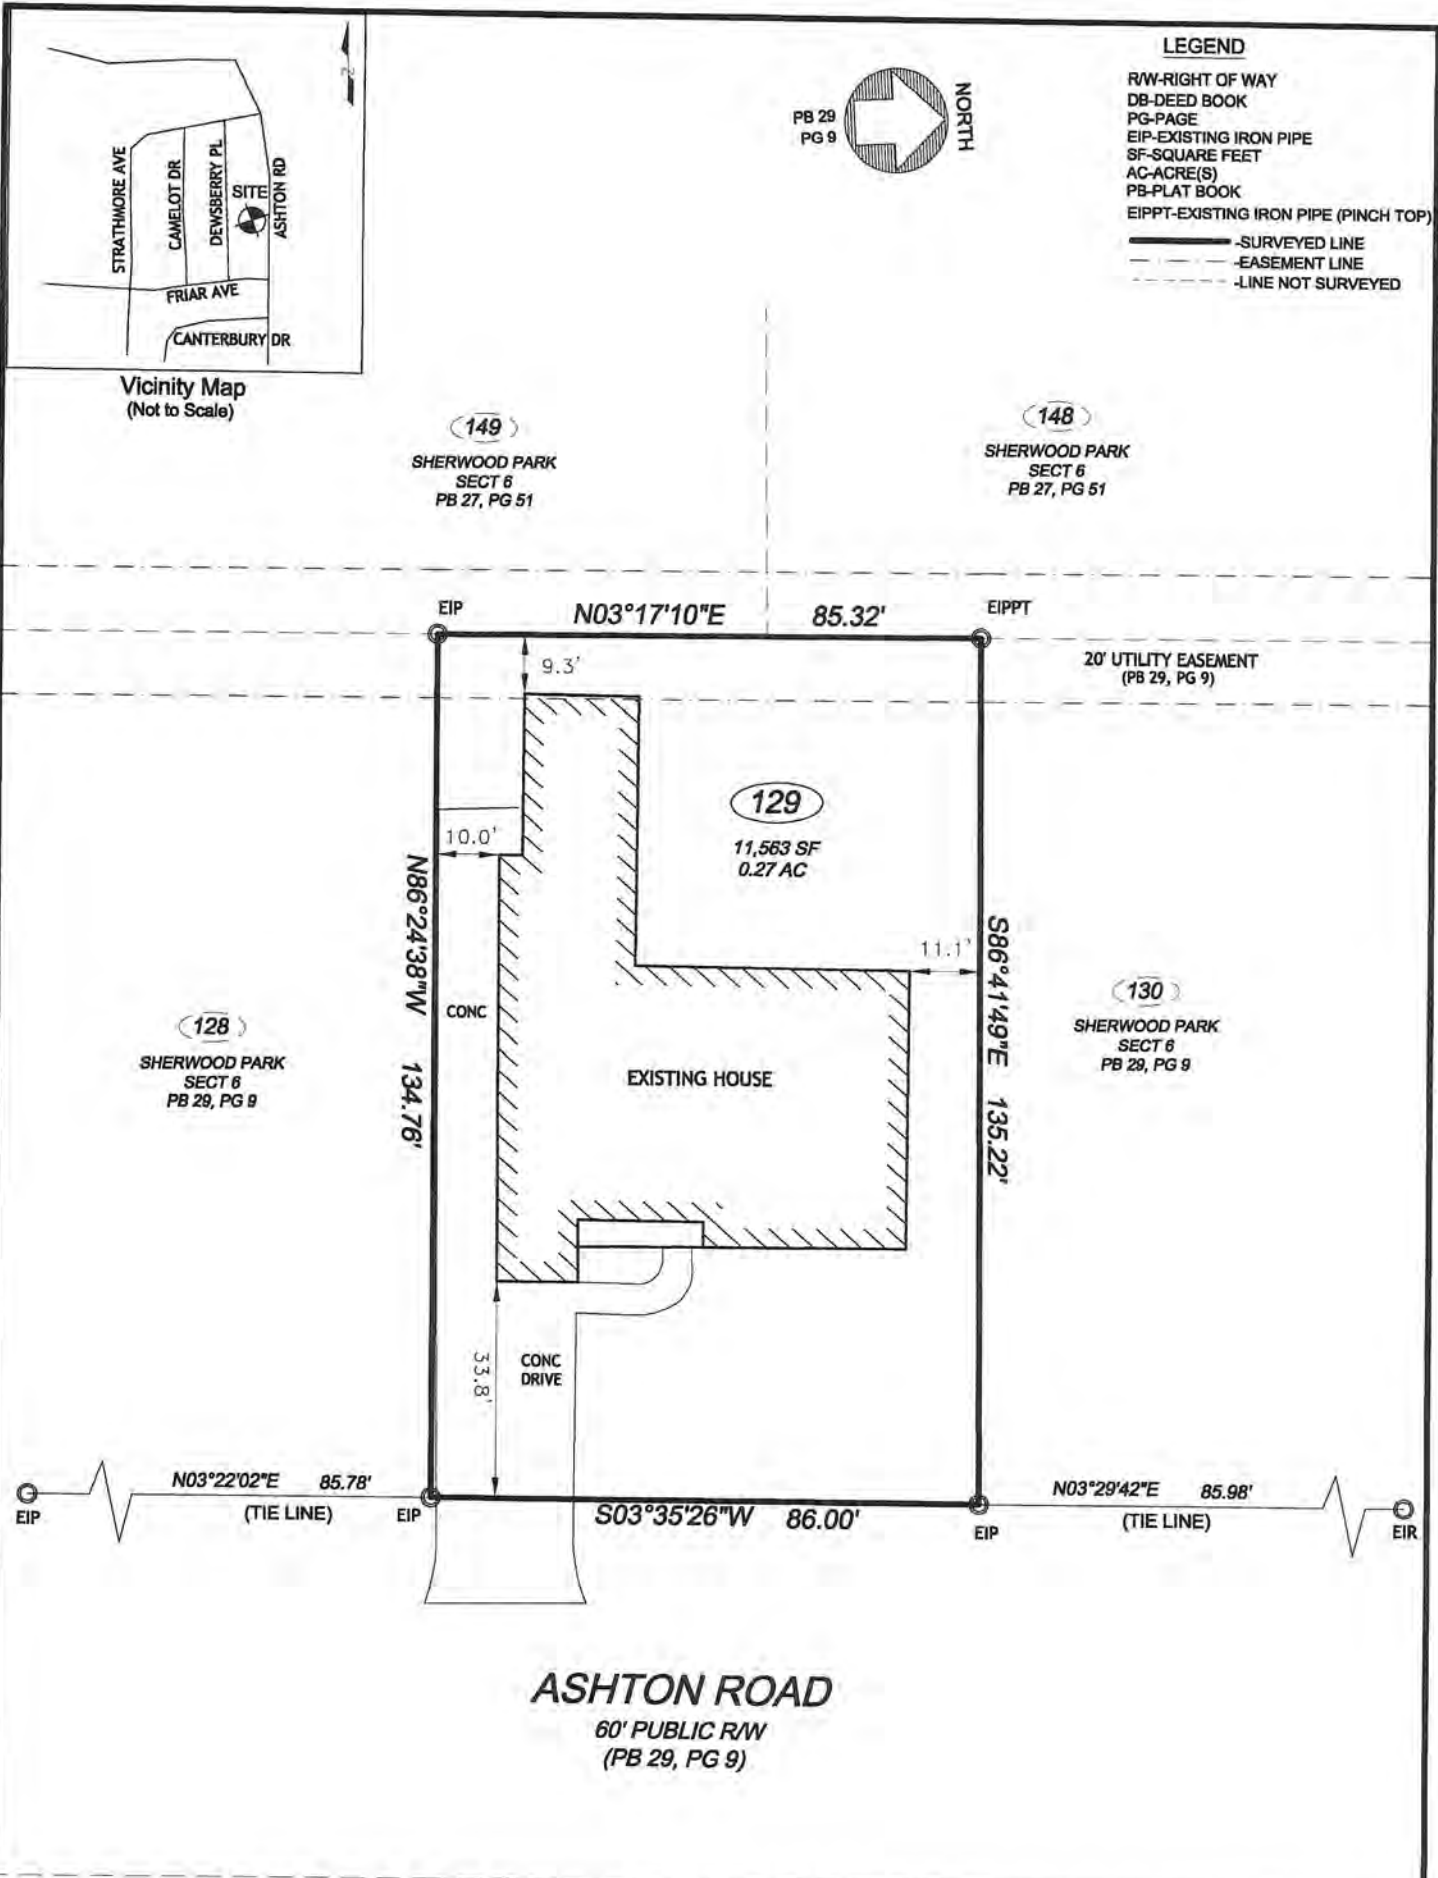 LEGEND
R/W-RIGHT OF WAY
DB-DEED BOOK
PG-PAGE
EIP-EXISTING IRON PIPE
SF-SQUARE FEET
AC-ACRE(S)
PB-PLAT BOOK
EIPPT-EXISTING IRON PIPE (PINCH TOP)
-SURVEYED LINE
-EASEMENT LINE
-LINE NOT SURVEYED
NORTH
PB 29
PG 9
Z
STRATHMORE AVE
CAMELOT DR
DEWSBERRY PL
SITE
ASHTON RD
FRIAR AVE
CANTERBURY DR
Vicinity Map
(Not to Scale)
149
SHERWOOD PARK
SECT 6
PB 27, PG 51
148
SHERWOOD PARK
SECT 6
PB 27, PG 51
EIP
N03°17'10"E 85.32'
EIPPT
20' UTILITY EASEMENT
(PB 29, PG 9)
9.3'
129
11,563 SF
0.27 AC
10.0'
N86°24'38"W 134.76'
11.1'
S86°41'49"E 135.22'
CONC
128
SHERWOOD PARK
SECT 6
PB 29, PG 9
EXISTING HOUSE
130
SHERWOOD PARK
SECT 6
PB 29, PG 9
33.8'
CONC
DRIVE
N03°22'02"E 85.78'
(TIE LINE)
EIP
EIP
S03°35'26"W 86.00'
EIP
N03°29'42"E 85.98'
(TIE LINE)
EIR
ASHTON ROAD
60' PUBLIC R/W
(PB 29, PG 9)